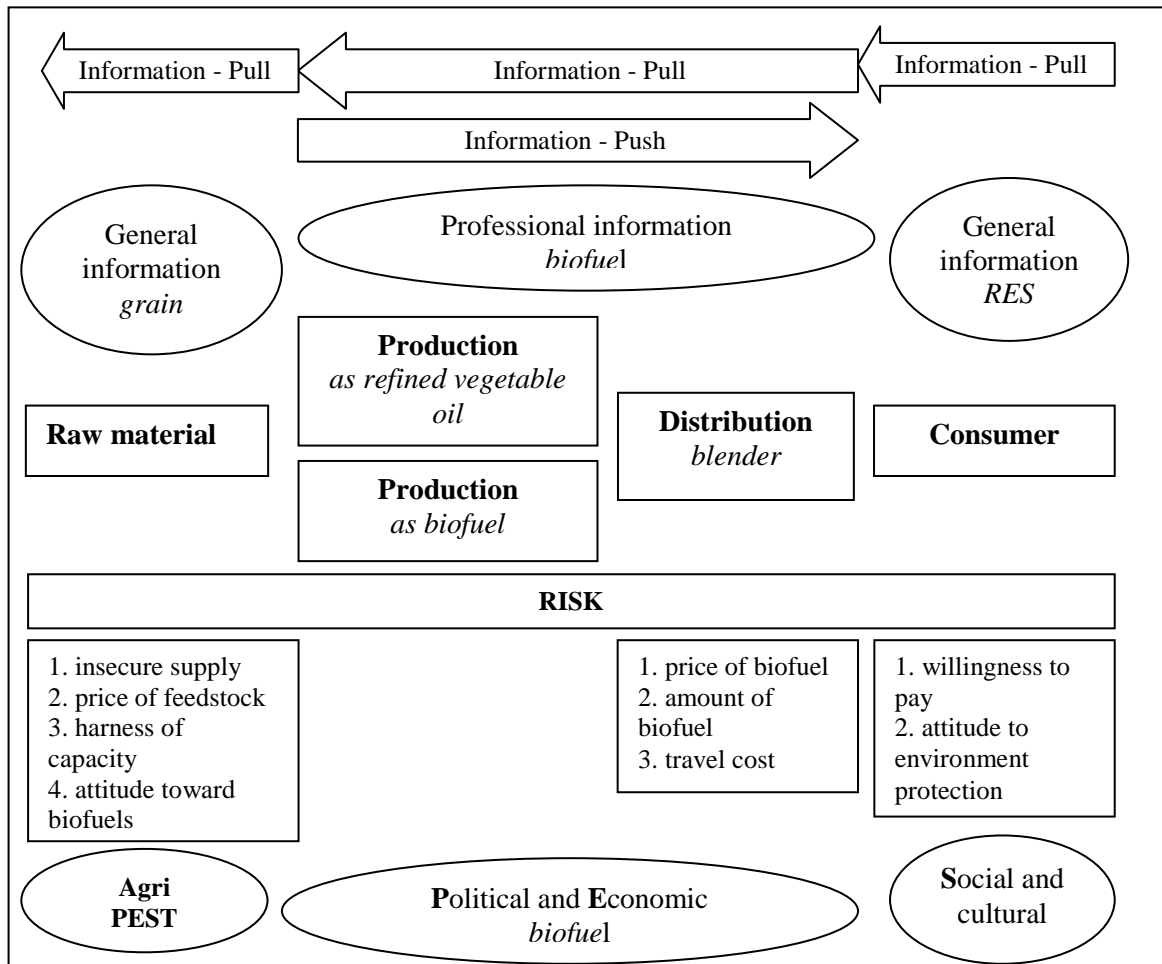 Information - Pull
Information - Pull
Information - Pull
Information - Push
General
information
grain
Professional information
biofuel
General
information
RES
Production
as refined vegetable
oil
Raw material
Distribution
blender
Consumer
Production
as biofuel
RISK
1. insecure supply
2. price of feedstock
3. harness of
capacity
4. attitude toward
biofuels
1. price of biofuel
2. amount of
biofuel
3. travel cost
1. willingness to
pay
2. attitude to
environment
protection
Agri
PEST
Political and Economic
biofuel
Social and
cultural